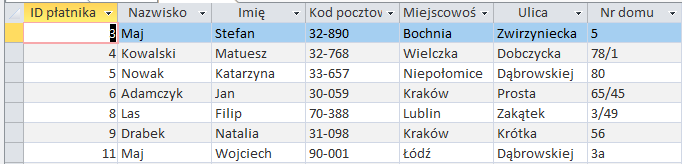 ID płatnika Nazwisko Imię Kod pocztow Miejscowoś Ulica Nr domu
3 Maj Stefan 32-890 Bochnia Zwirzyniecka 5
4 Kowalski Matuesz 32-768 Wielczka Dobczycka 78/1
5 Nowak Katarzyna 33-657 Niepołomice Dąbrowskiej 80
6 Adamczyk Jan 30-059 Kraków Prosta 65/45
8 Las Filip 70-388 Lublin Zakątek 3/49
9 Drabek Natalia 31-098 Kraków Krótka 56
11 Maj Wojciech 90-001 Łódź Dąbrowskiej 3a